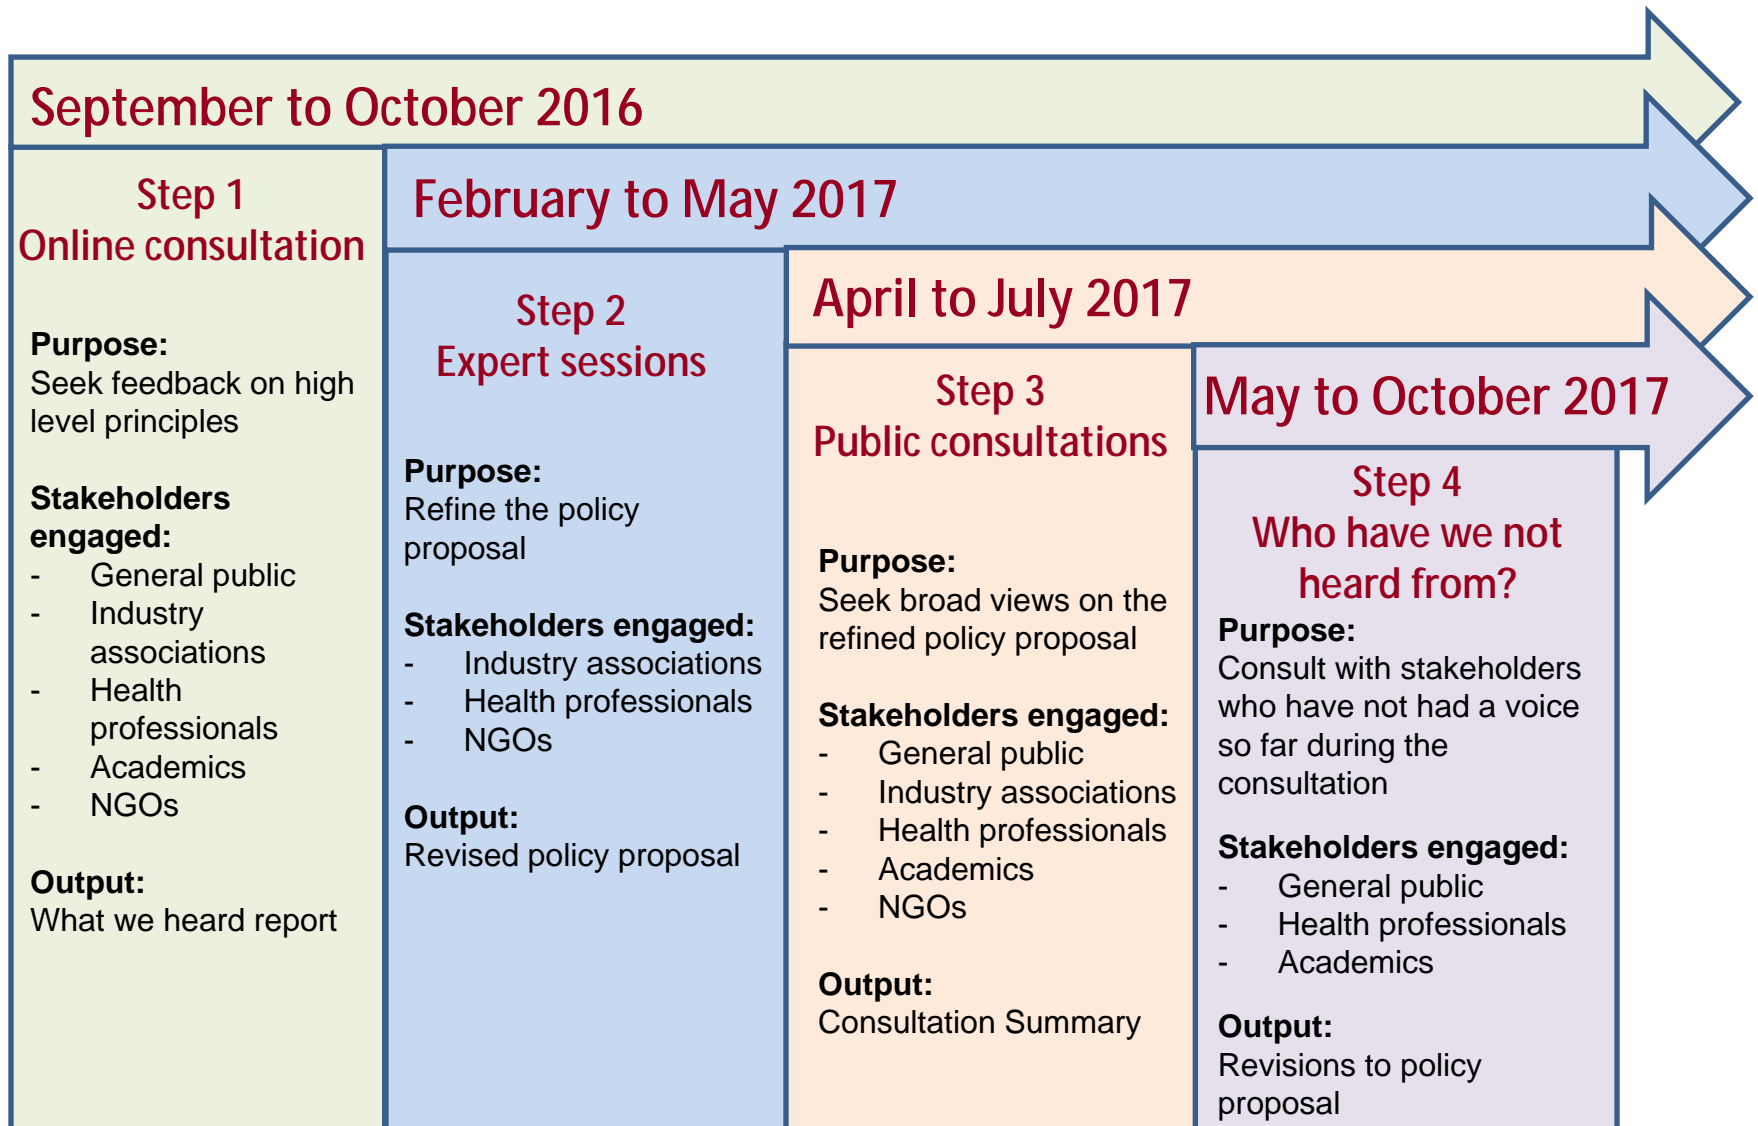 September to October 2016
Step 1
Online consultation
Purpose:
Seek feedback on high
level principles
Stakeholders
engaged:
- General public
- Industry
associations
- Health
professionals
- Academics
- NGOs
Output:
What we heard report
February to May 2017
Step 2
Expert sessions
Purpose:
Refine the policy
proposal
Stakeholders engaged:
- Industry associations
- Health professionals
- NGOs
Output:
Revised policy proposal
April to July 2017
Step 3
Public consultations
Purpose:
Seek broad views on the
refined policy proposal
Stakeholders engaged:
- General public
- Industry associations
- Health professionals
- Academics
- NGOs
Output:
Consultation Summary
May to October 2017
Step 4
Who have we not
heard from?
Purpose:
Consult with stakeholders
who have not had a voice
so far during the
consultation
Stakeholders engaged:
- General public
- Health professionals
- Academics
Output:
Revisions to policy
proposal